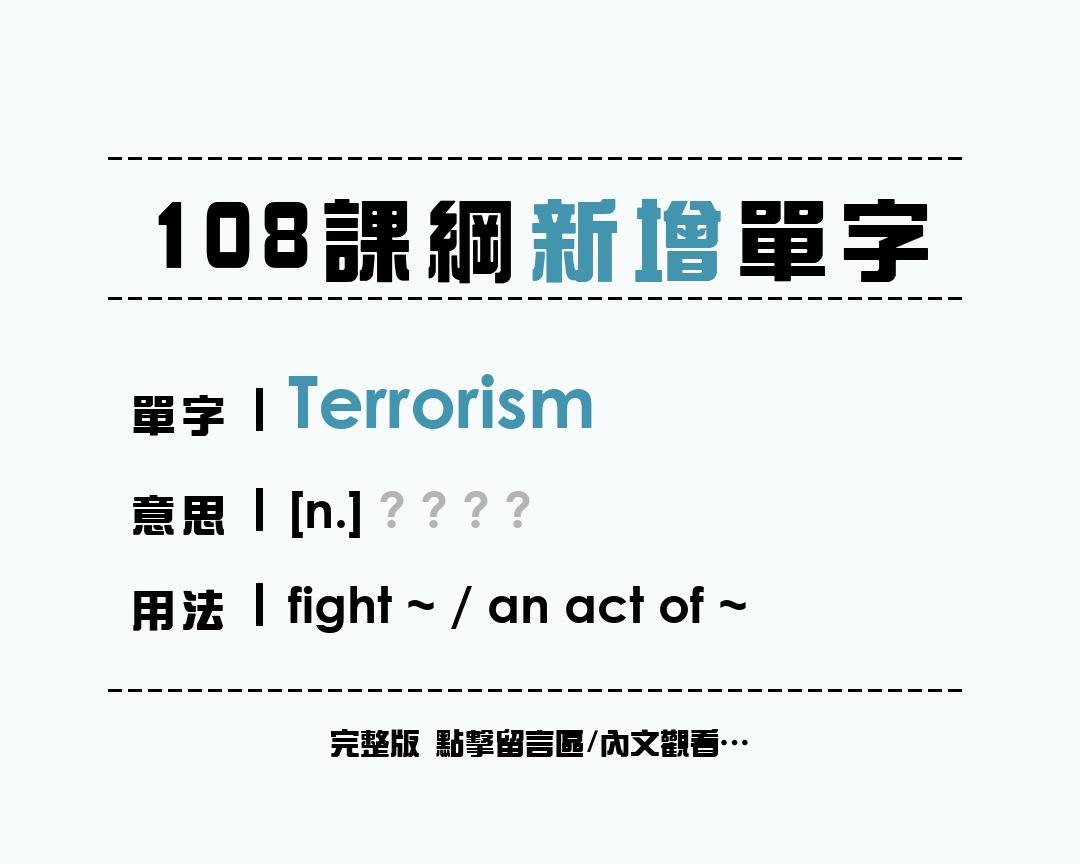 108課綱新增單字
單字 | Terrorism
意思 | [n.] ? ? ? ?
用法 | fight ~ / an act of ~
完整版 點擊留言區/內文觀看…